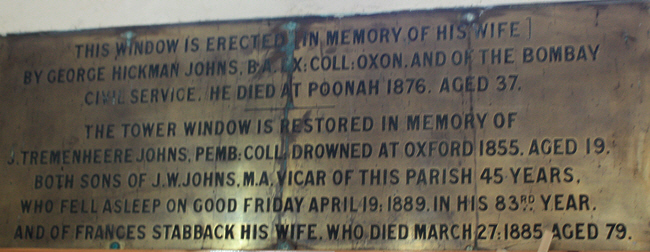 THIS WINDOW IS ERECTED [IN MEMORY OF HIS WIFE]
BY GEORGE HICKMAN JOHNS, B.A. EX: COLL: OXON. AND OF THE BOMBAY
CIVIL SERVICE. HE DIED AT POONAH 1876. AGED 37.
THE TOWER WINDOW IS RESTORED IN MEMORY OF
J. TREMENHEERE JOHNS, PEMB: COLL: DROWNED AT OXFORD 1855. AGED 19.
BOTH SONS OF J.W. JOHNS, M.A. VICAR OF THIS PARISH 45 YEARS,
WHO FELL ASLEEP ON GOOD FRIDAY APRIL 19: 1889. IN HIS 83RD YEAR.
AND OF FRANCES STABBACK HIS WIFE, WHO DIED MARCH 27: 1885 AGED 79.